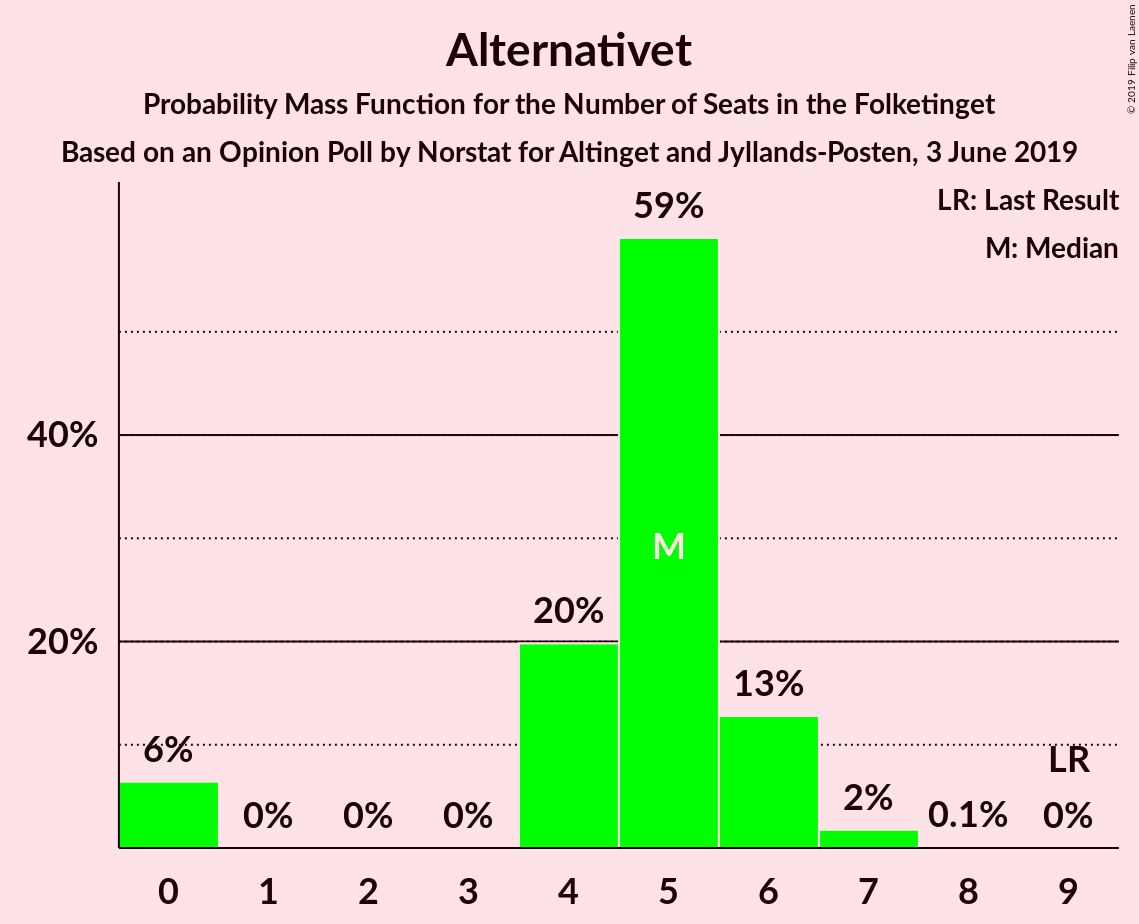 Alternativet
Probability Mass Function for the Number of Seats in the Folketinget
Based on an Opinion Poll by Norstat for Altinget and Jyllands-Posten, 3 June 2019
© 2019 Filip van Laenen
LR: Last Result
M: Median
59%
40%
M
20%
20%
13%
6%
LR
2%
0%
0%
0%
0.1%
0%
0 1 2 3 4 5 6 7 8 9